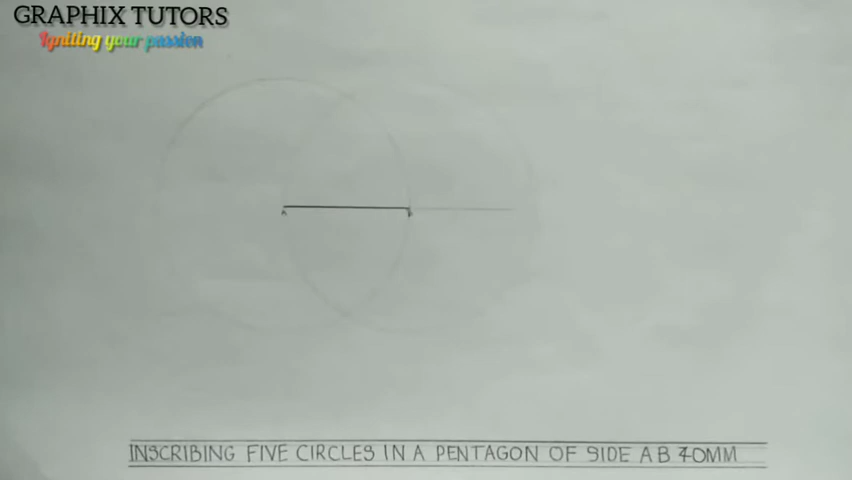 GRAPHIX TUTORS
Igniting your passion
A B
INSCRIBING FIVE CIRCLES IN A PENTAGON OF SIDE AB 70MM